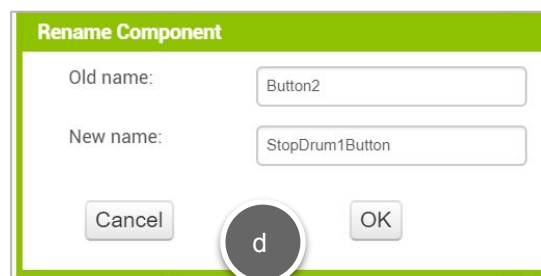 Rename Component
Old name: Button2
New name: StopDrum1Button
Cancel OK
d